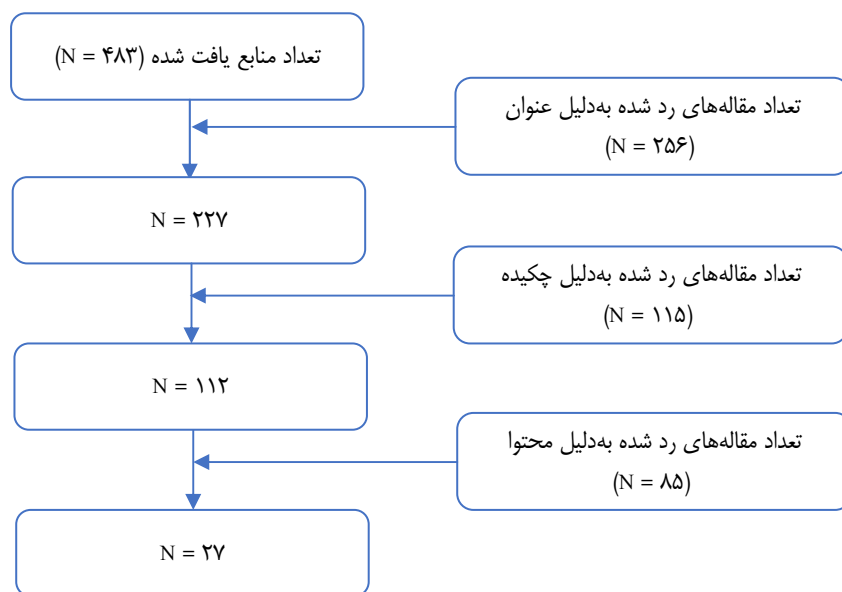 تعداد منابع یافت شده (N = ۴۸۳)
تعداد مقاله‌های رد شده به‌دلیل عنوان
(N = ۲۵۶)
N = ۲۲۷
تعداد مقاله‌های رد شده به‌دلیل چکیده
(N = ۱۱۵)
N = ۱۱۲
تعداد مقاله‌های رد شده به‌دلیل محتوا
(N = ۸۵)
N = ۲۷